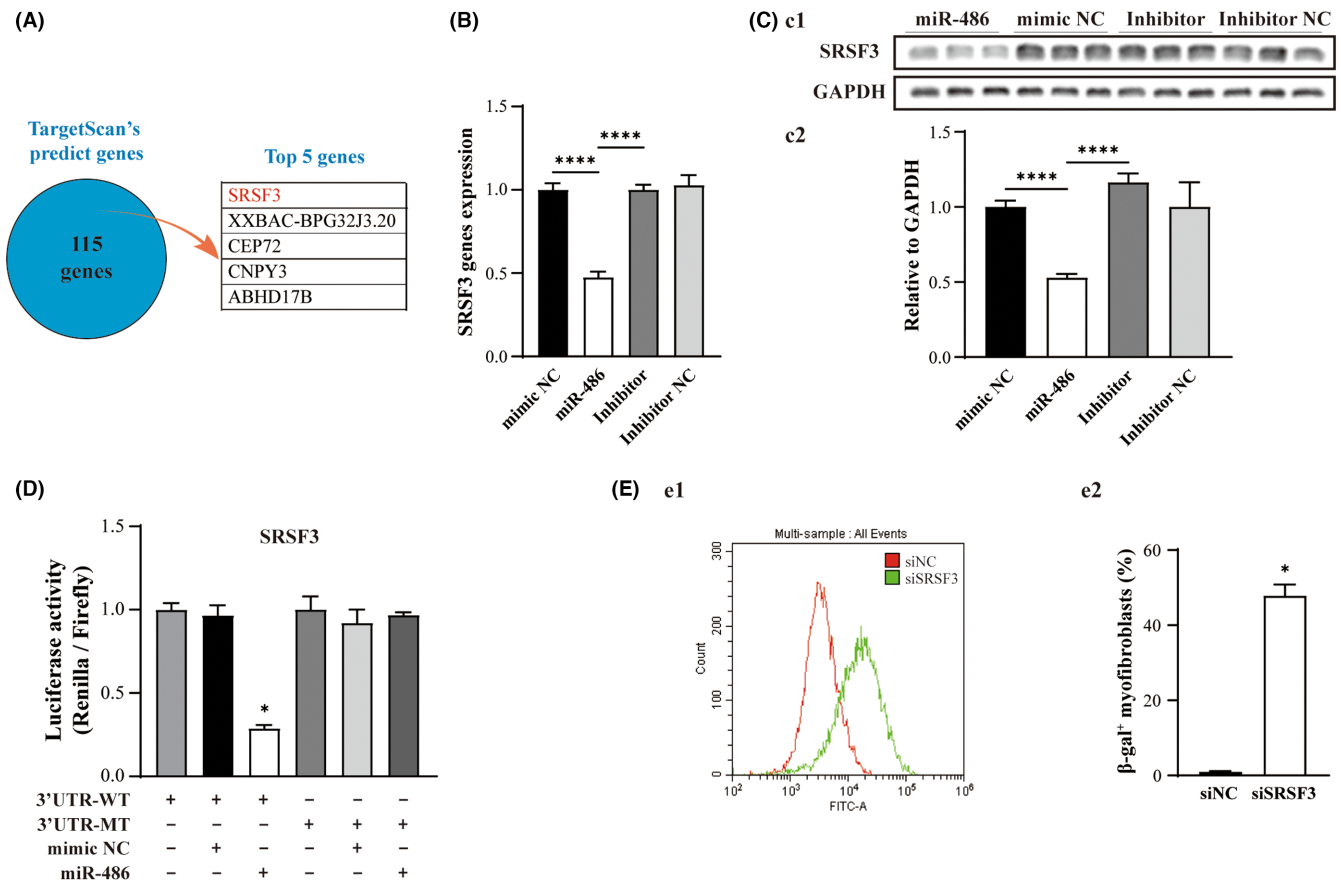 (A)
TargetScan's
predict genes
115
genes
Top 5 genes
SRSF3
XXBAC-BPG32J3.20
CEP72
CNPY3
ABHD17B
(B)
SRSF3 genes expression
1.5
1.0
0.5
0.0
**** ****
mimic NC
miR-486
Inhibitor
Inhibitor NC
(C) c1
miR-486 mimic NC Inhibitor Inhibitor NC
SRSF3
GAPDH
c2
Relative to GAPDH
1.5
1.0
0.5
0.0
**** ****
mimic NC
miR-486
Inhibitor
Inhibitor NC
(D)
SRSF3
Luciferase activity
(Renilla / Firefly)
1.5
1.0
0.5
0.0
*
3'UTR-WT + + + − − −
3'UTR-MT − − − + + +
mimic NC − + − − + −
miR-486 − − + − − +
(E) e1
Multi-sample : All Events
siNC
siSRSF3
Count
300
200
100
0
10² 10³ 10⁴ 10⁵ 10⁶
FITC-A
e2
β-gal⁺ myofibroblasts (%)
60
40
20
0
*
siNC siSRSF3